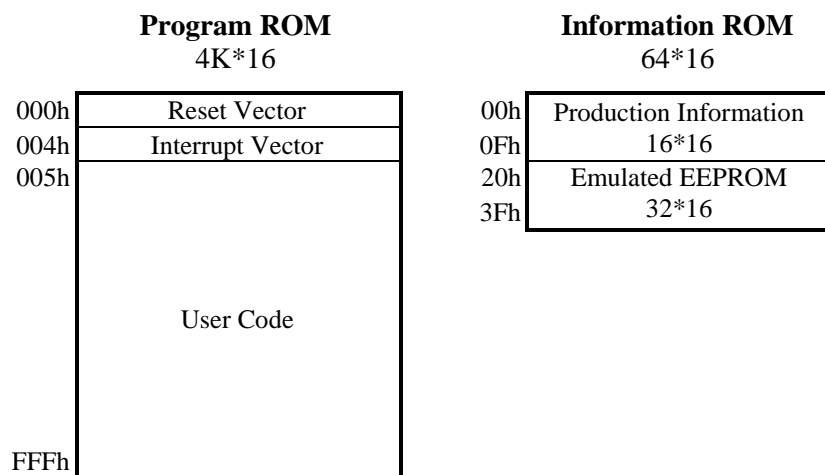 Program ROM
4K*16
000h
Reset Vector
004h
Interrupt Vector
005h
User Code
FFFh
Information ROM
64*16
00h
Production Information
0Fh
16*16
20h
Emulated EEPROM
3Fh
32*16